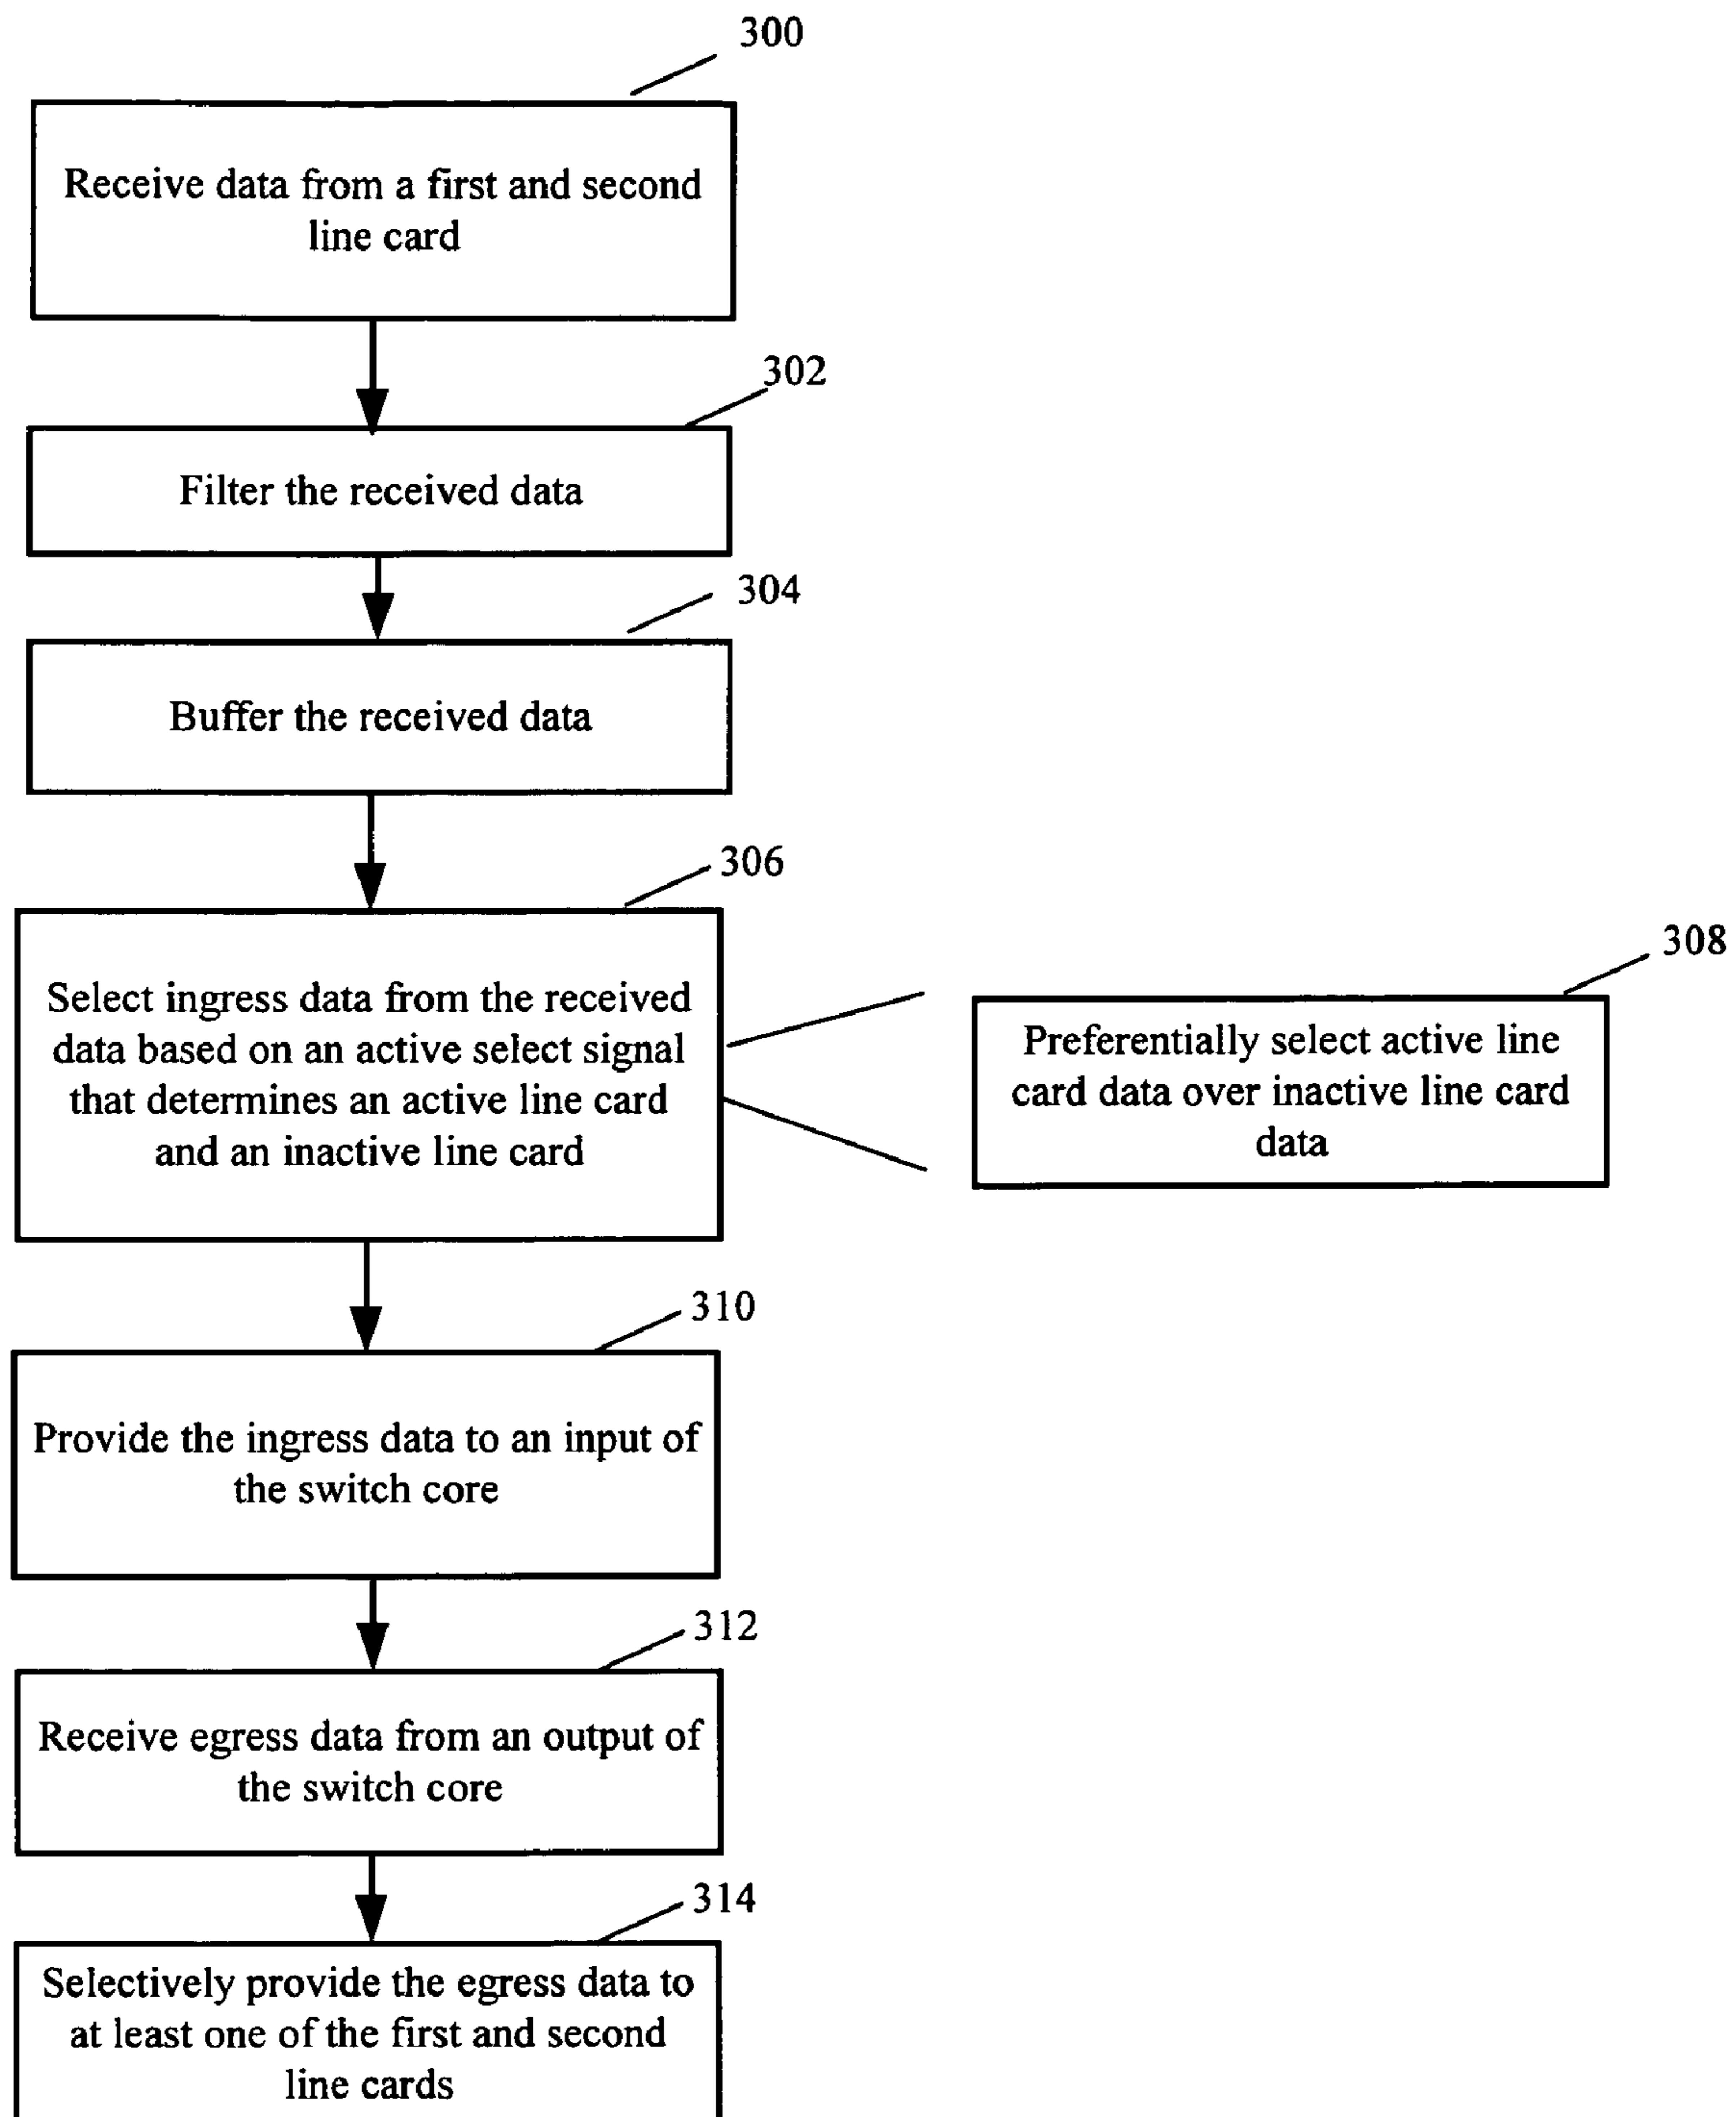 300
Receive data from a first and second
line card
302
Filter the received data
304
Buffer the received data
306
Select ingress data from the received
data based on an active select signal
that determines an active line card
and an inactive line card
308
Preferentially select active line
card data over inactive line card
data
310
Provide the ingress data to an input of
the switch core
312
Receive egress data from an output of
the switch core
314
Selectively provide the egress data to
at least one of the first and second
line cards